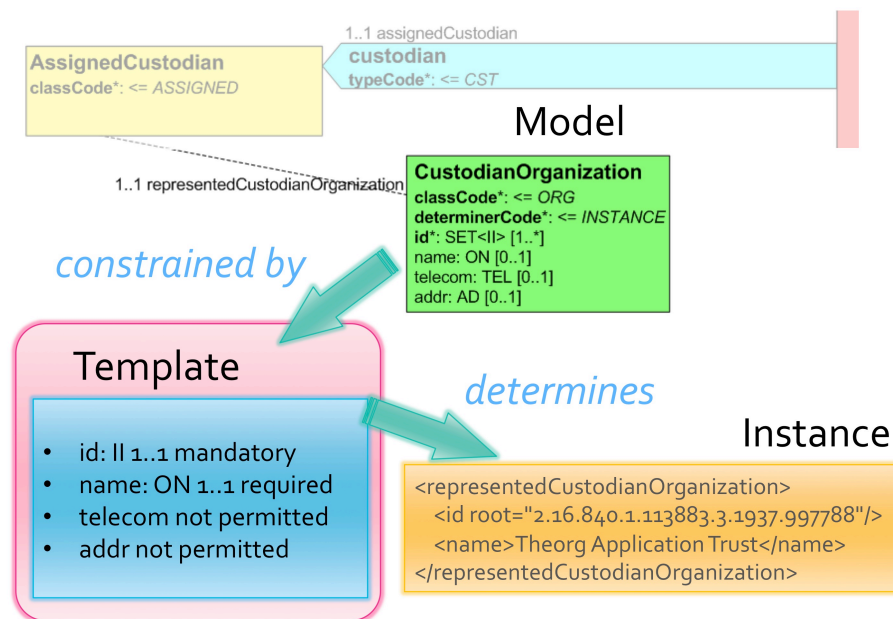 1..1 assignedCustodian
AssignedCustodian
classCode*: <= ASSIGNED
custodian
typeCode*: <= CST
Model
1..1 representedCustodianOrganization
CustodianOrganization
classCode*: <= ORG
determinerCode*: <= INSTANCE
id*: SET<II> [1..*]
name: ON [0..1]
telecom: TEL [0..1]
addr: AD [0..1]
constrained by
Template
• id: II 1..1 mandatory
• name: ON 1..1 required
• telecom not permitted
• addr not permitted
determines
Instance
<representedCustodianOrganization>
<id root="2.16.840.1.113883.3.1937.997788"/>
<name>Theorg Application Trust</name>
</representedCustodianOrganization>